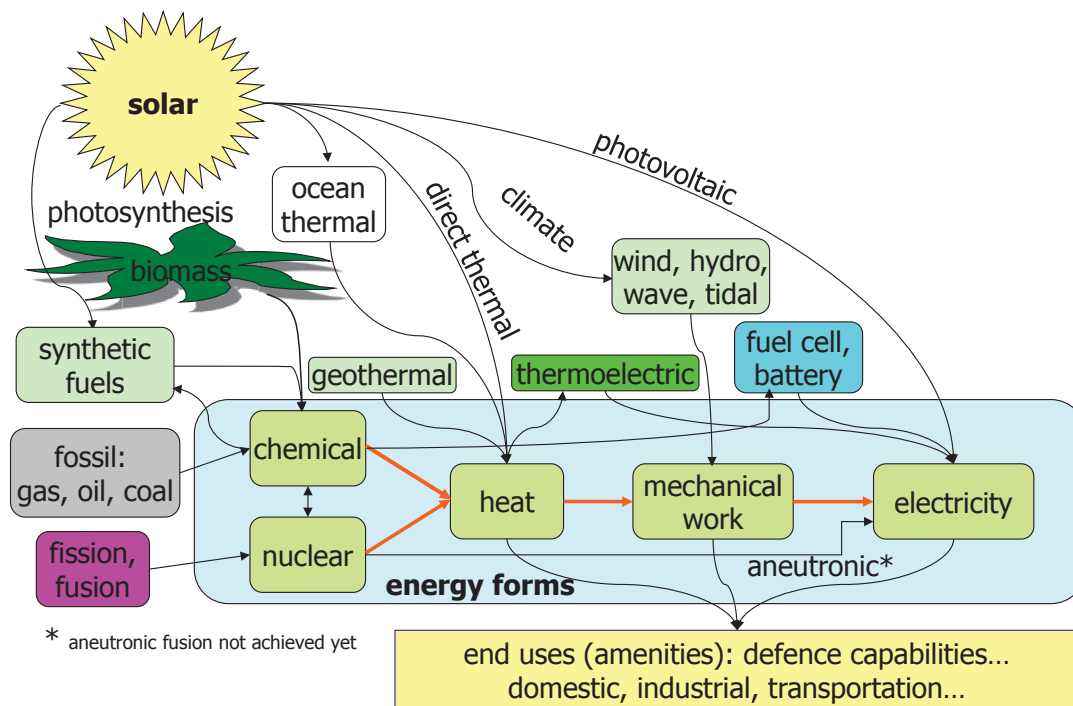 solar
photosynthesis
biomass
ocean
thermal
direct thermal
climate
photovoltaic
wind, hydro,
wave, tidal
synthetic
fuels
geothermal
thermoelectric
fuel cell,
battery
fossil:
gas, oil, coal
chemical
heat
mechanical
work
electricity
fission,
fusion
nuclear
aneutronic*
energy forms
* aneutronic fusion not achieved yet
end uses (amenities): defence capabilities…
domestic, industrial, transportation…